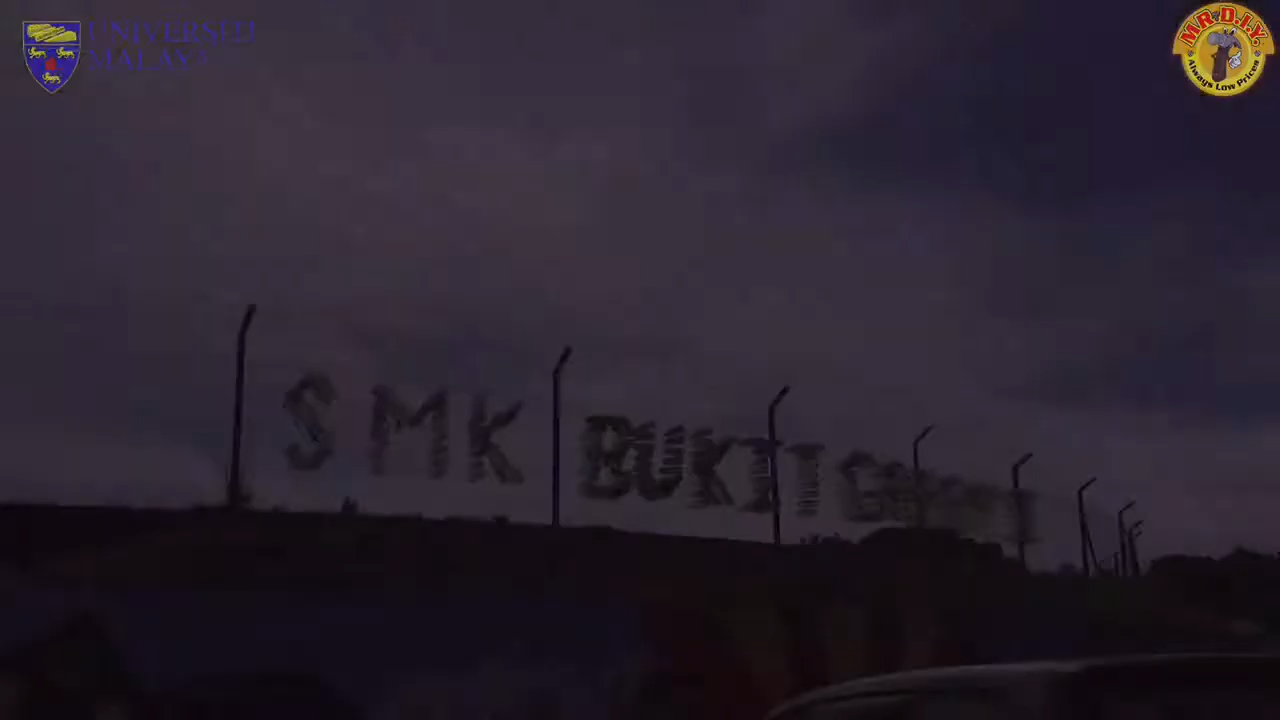 UNIVERSITI
MALAYA
MR.D.I.Y.
Always Low Prices
SMK BUKIT